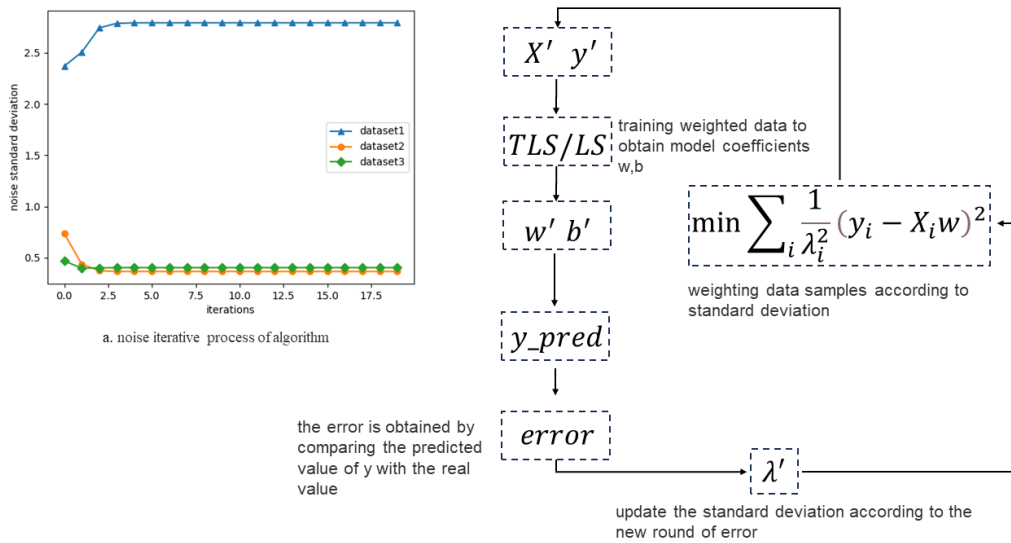 2.5
2.0
1.5
1.0
0.5
noise standard deviation
dataset1
dataset2
dataset3
0.0 2.5 5.0 7.5 10.0 12.5 15.0 17.5
iterations
a. noise iterative process of algorithm
X′ y′
TLS/LS
training weighted data to
obtain model coefficients
w,b
w′ b′
y_pred
the error is obtained by
comparing the predicted
value of y with the real
value
error
λ′
update the standard deviation according to the
new round of error
min ∑ᵢ 1/λᵢ² (yᵢ − Xᵢw)²
weighting data samples according to
standard deviation